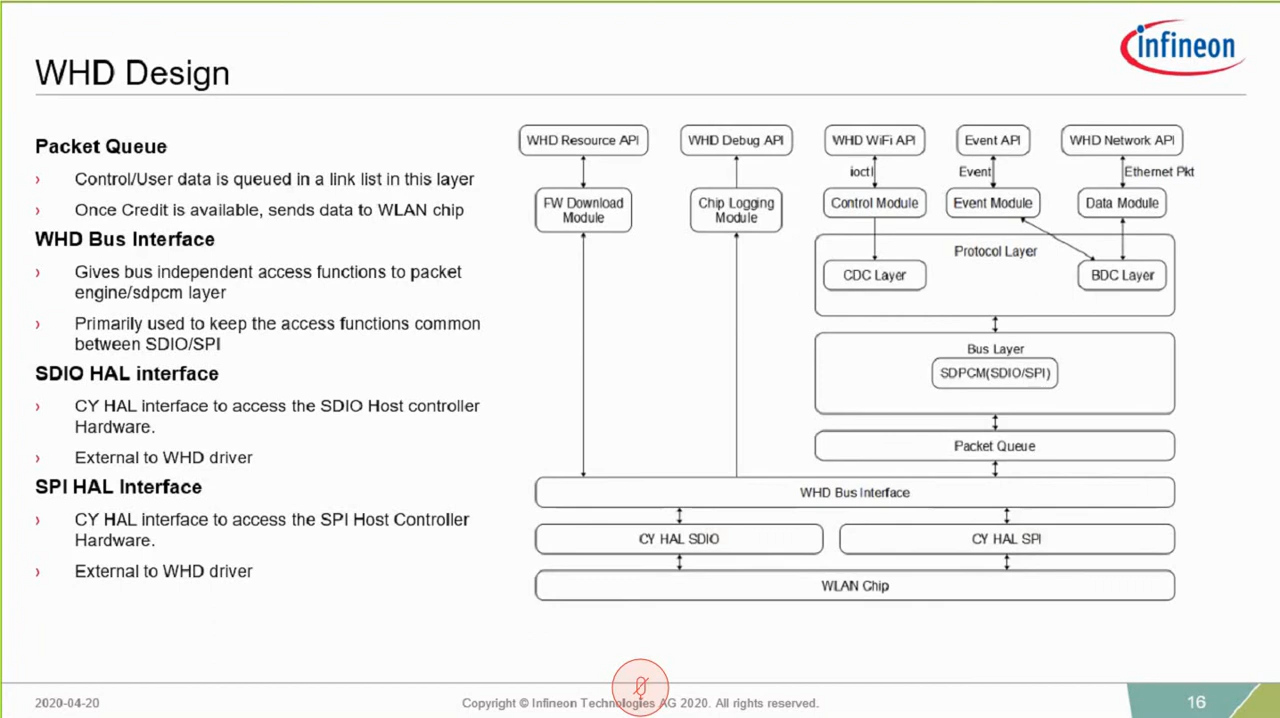 infineon
WHD Design
Packet Queue
› Control/User data is queued in a link list in this layer
› Once Credit is available, sends data to WLAN chip
WHD Bus Interface
› Gives bus independent access functions to packet
engine/sdpcm layer
› Primarily used to keep the access functions common
between SDIO/SPI
SDIO HAL interface
› CY HAL interface to access the SDIO Host controller
Hardware.
› External to WHD driver
SPI HAL Interface
› CY HAL interface to access the SPI Host Controller
Hardware.
› External to WHD driver
WHD Resource API
WHD Debug API
WHD WiFi API
Event API
WHD Network API
ioctl
Event
Ethernet Pkt
FW Download
Module
Chip Logging
Module
Control Module
Event Module
Data Module
Protocol Layer
CDC Layer
BDC Layer
Bus Layer
SDPCM(SDIO/SPI)
Packet Queue
WHD Bus Interface
CY HAL SDIO
CY HAL SPI
WLAN Chip
2020-04-20
Copyright © Infineon Technologies AG 2020. All rights reserved.
16